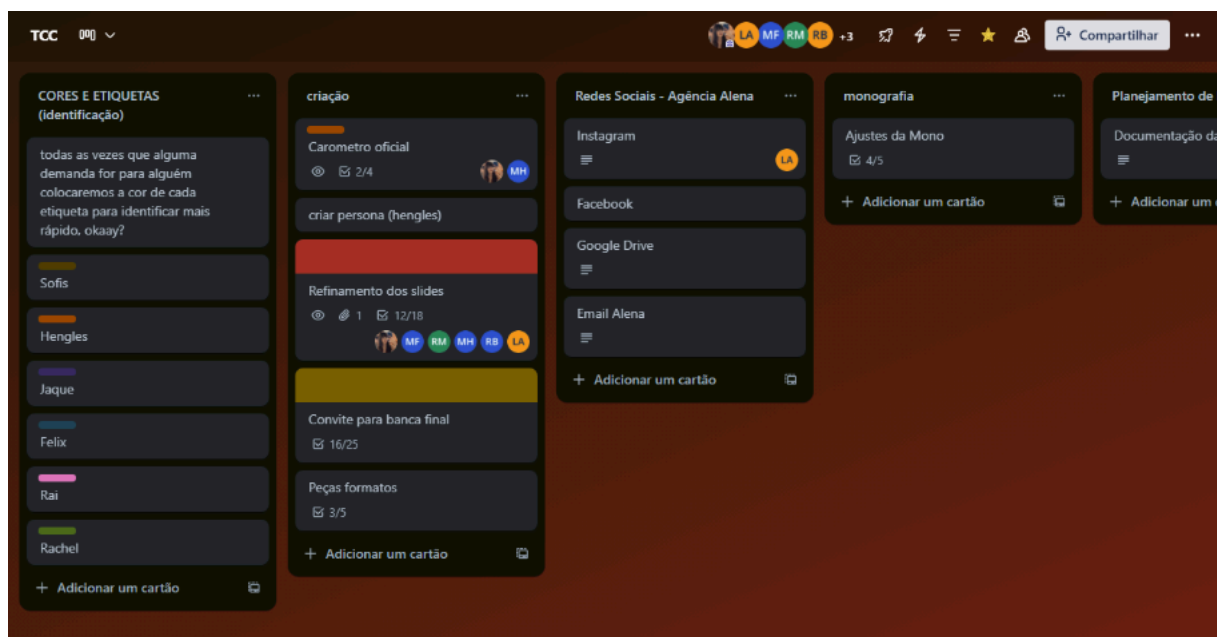 TCC
LA MF RM RB +3
Compartilhar
CORES E ETIQUETAS
(identificação)
todas as vezes que alguma
demanda for para alguém
colocaremos a cor de cada
etiqueta para identificar mais
rápido, okaay?
Sofis
Hengles
Jaque
Felix
Rai
Rachel
+ Adicionar um cartão
criação
Carometro oficial
2/4
MH
criar persona (hengles)
Refinamento dos slides
1 12/18
MF RM MH RB LA
Convite para banca final
16/25
Peças formatos
3/5
+ Adicionar um cartão
Redes Sociais - Agência Alena
Instagram
LA
Facebook
Google Drive
Email Alena
+ Adicionar um cartão
monografia
Ajustes da Mono
4/5
+ Adicionar um cartão
Planejamento de
Documentação da
+ Adicionar um